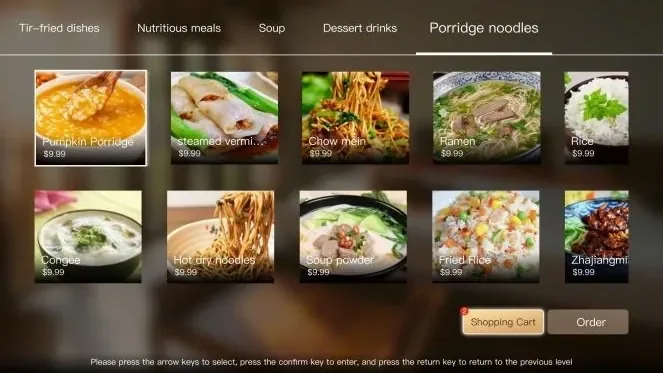 Tir-fried dishes
Nutritious meals
Soup
Dessert drinks
Porridge noodles
Pumpkin Porridge
$9.99
steamed vermi...
$9.99
Chow mein
$9.99
Ramen
$9.99
Rice
$9.99
Congee
$9.99
Hot dry noodles
$9.99
Soup powder
$9.99
Fried Rice
$9.99
Zhajiangmi
$9.99
2
Shopping Cart
Order
Please press the arrow keys to select, press the confirm key to enter, and press the return key to return to the previous level